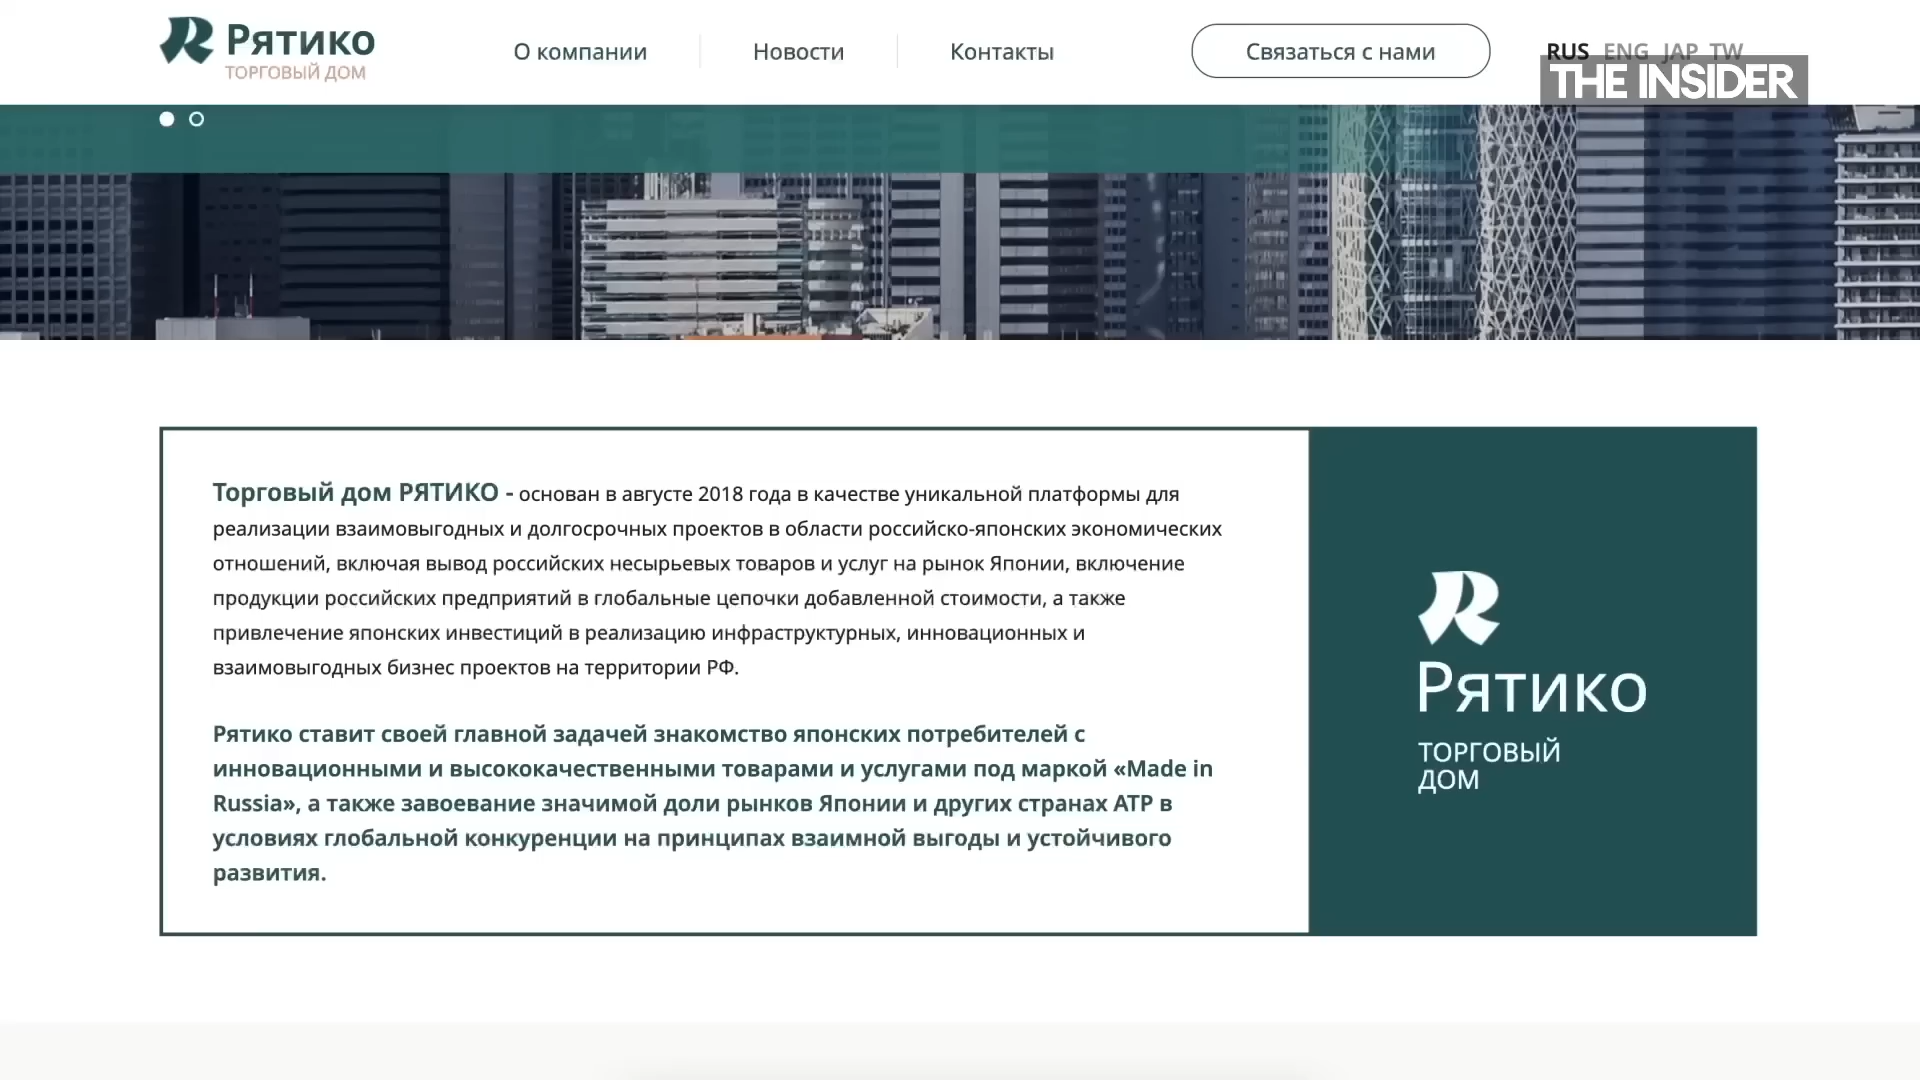 Рятико
ТОРГОВЫЙ ДОМ
О компании
Новости
Контакты
Связаться с нами
RUS ENG JAP TW
THE INSIDER
Торговый дом РЯТИКО - основан в августе 2018 года в качестве уникальной платформы для
реализации взаимовыгодных и долгосрочных проектов в области российско-японских экономических
отношений, включая вывод российских несырьевых товаров и услуг на рынок Японии, включение
продукции российских предприятий в глобальные цепочки добавленной стоимости, а также
привлечение японских инвестиций в реализацию инфраструктурных, инновационных и
взаимовыгодных бизнес проектов на территории РФ.
Рятико ставит своей главной задачей знакомство японских потребителей с
инновационными и высококачественными товарами и услугами под маркой «Made in
Russia», а также завоевание значимой доли рынков Японии и других странах АТР в
условиях глобальной конкуренции на принципах взаимной выгоды и устойчивого
развития.
Рятико
ТОРГОВЫЙ
ДОМ